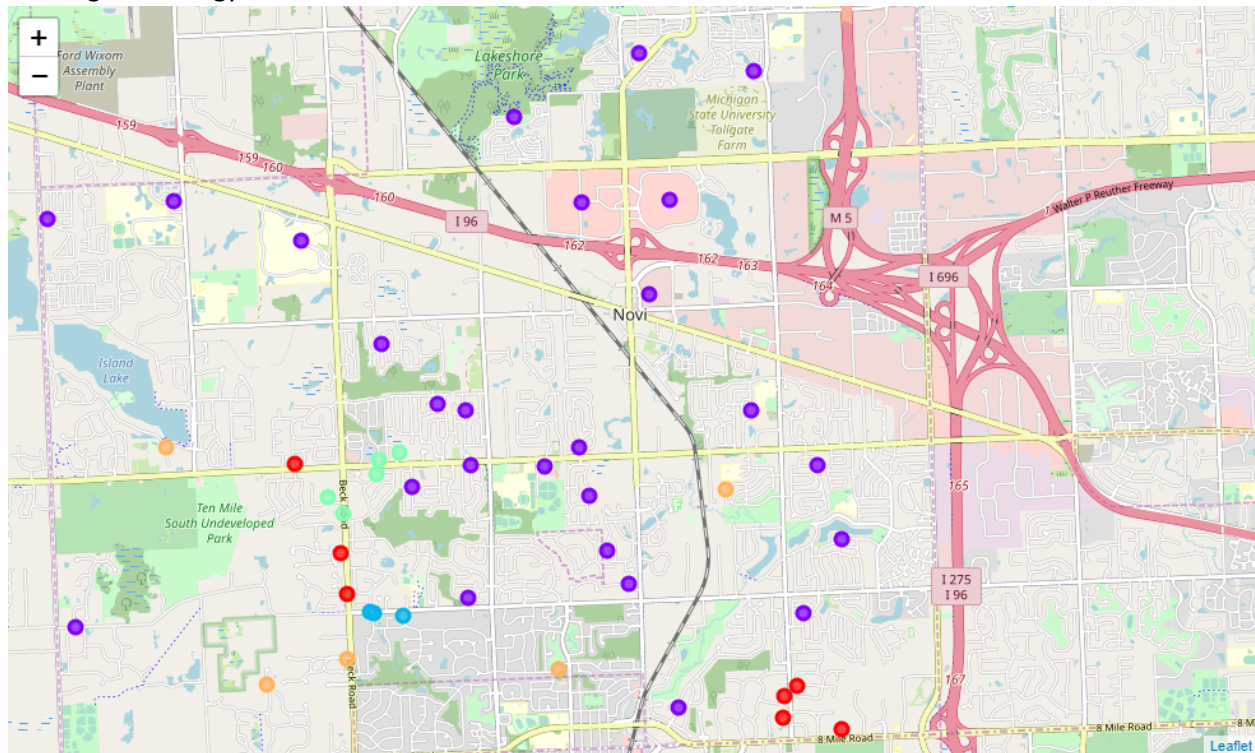 +
−
Ford Wixom
Assembly
Plant
Lakeshore
Park
Michigan
State University
Tollgate
Farm
159
159
160
160
I 96
162
162
163
164
M 5
I 696
Walter P Reuther Freeway
Novi
Island
Lake
Ten Mile
South Undeveloped
Park
Beck
165
I 275
I 96
167
Beck Road
8 Mile Road
8 M
Leaflet